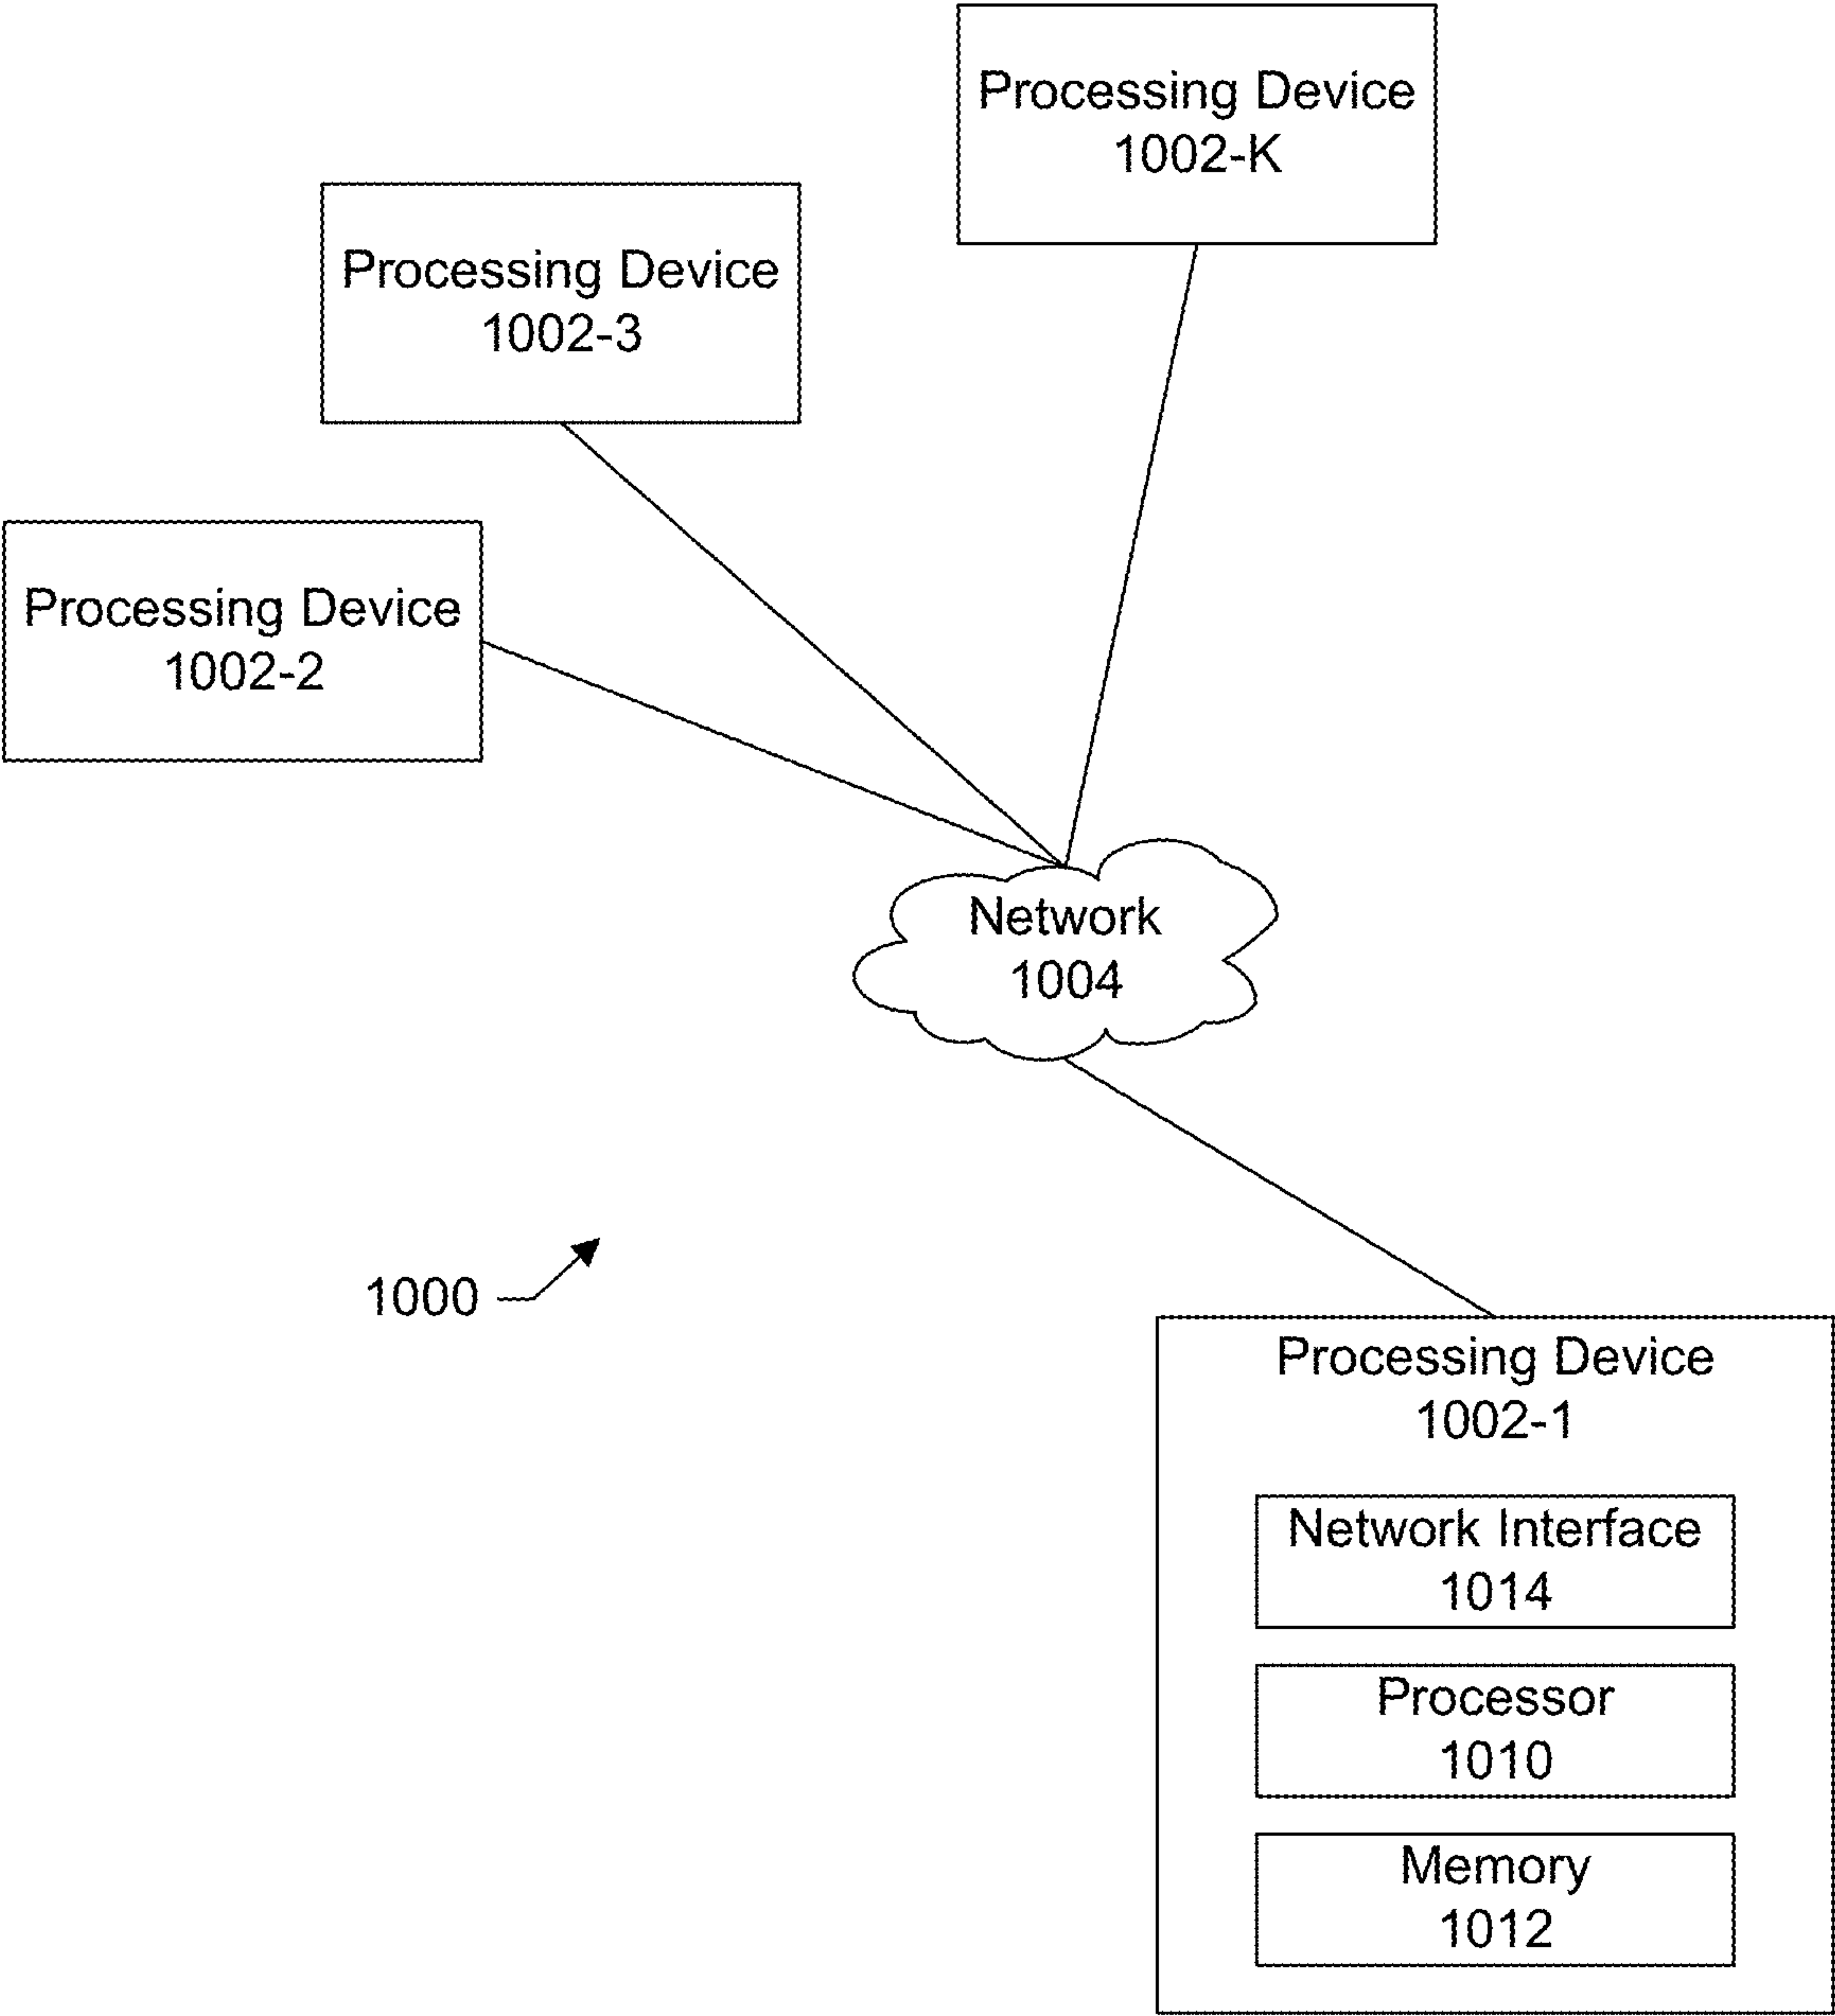 Processing Device
1002-K
Processing Device
1002-3
Processing Device
1002-2
Network
1004
1000
Processing Device
1002-1
Network Interface
1014
Processor
1010
Memory
1012